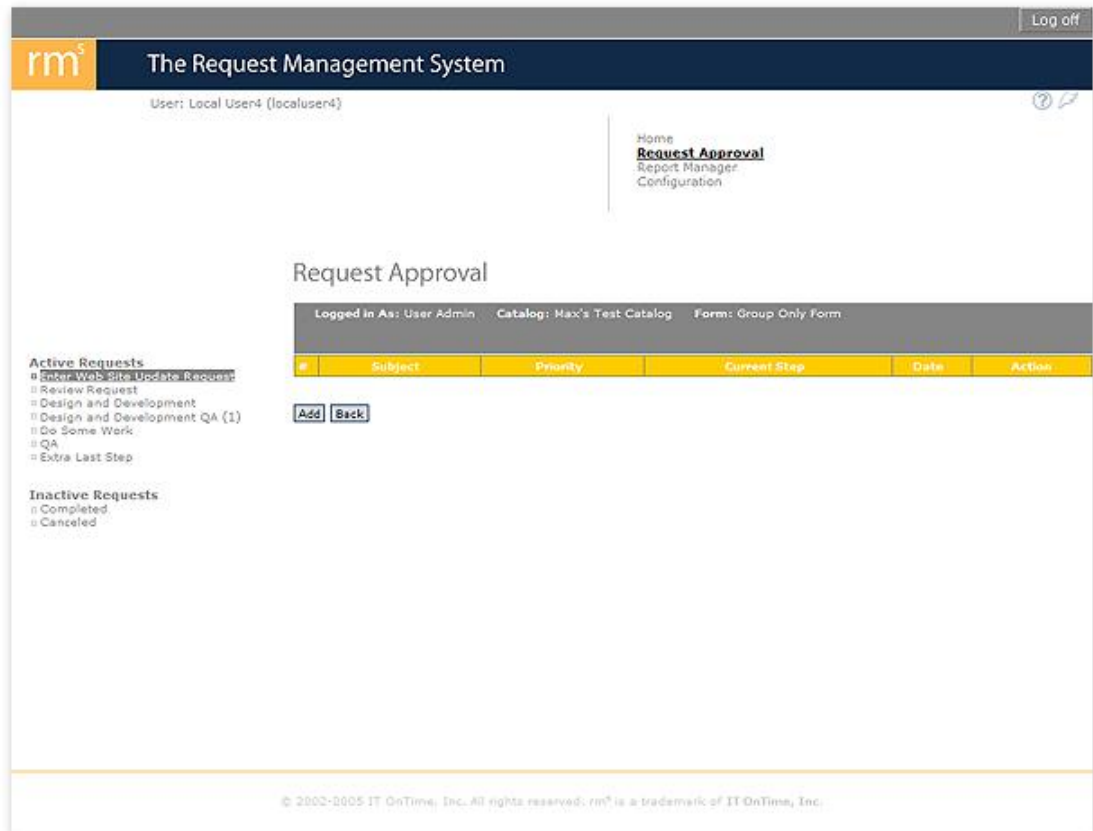 Log off
rm⁵ The Request Management System
User: Local User4 (localuser4)
Home
Request Approval
Report Manager
Configuration
Request Approval
Logged in As: User Admin Catalog: Max's Test Catalog Form: Group Only Form
# Subject Priority Current Step Date Action
Add Back
Active Requests
Enter Web Site Update Request
Review Request
Design and Development
Design and Development QA (1)
Do Some Work
QA
Extra Last Step
Inactive Requests
Completed
Canceled
© 2002-2005 IT OnTime, Inc. All rights reserved. rm⁵ is a trademark of IT OnTime, Inc.